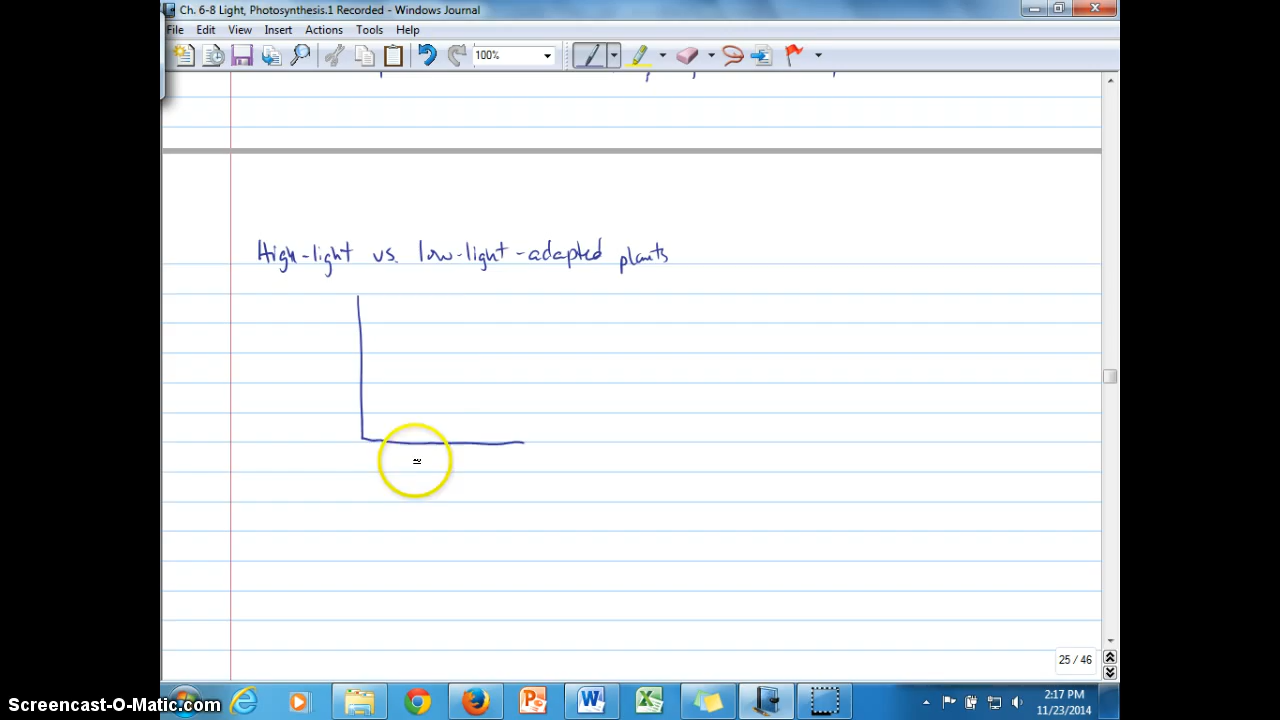 Ch. 6-8 Light, Photosynthesis.1 Recorded - Windows Journal
File Edit View Insert Actions Tools Help
100%
High-light vs. low-light-adapted plants
25 / 46
2:17 PM
11/23/2014
Screencast-O-Matic.com